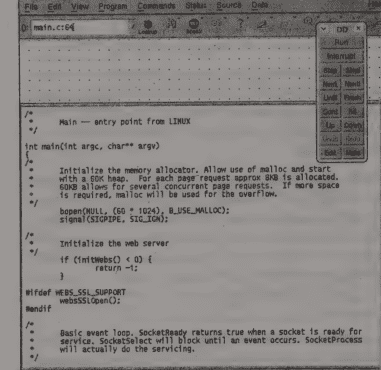 File Edit View Program Commands Status Source Data
main.c:64
Lookup
DDD
Run
Interrupt
Step Stepi
Next Nexti
Until Finish
Cont Kill
Up Down
Undo Redo
Edit Make
/*
* Main -- entry point from LINUX
*/
int main(int argc, char** argv)
{
/*
* Initialize the memory allocator. Allow use of malloc and start
* with a 60K heap. For each page request approx 8KB is allocated.
* 60KB allows for several concurrent page requests. If more space
* is required, malloc will be used for the overflow.
*/
bopen(NULL, (60 * 1024), B_USE_MALLOC);
signal(SIGPIPE, SIG_IGN);
/*
* Initialize the web server
*/
if (initWebs() < 0) {
return -1;
}
#ifdef WEBS_SSL_SUPPORT
websSSLOpen();
#endif
/*
* Basic event loop. SocketReady returns true when a socket is ready for
* service. SocketSelect will block until an event occurs. SocketProcess
* will actually do the servicing.
*/